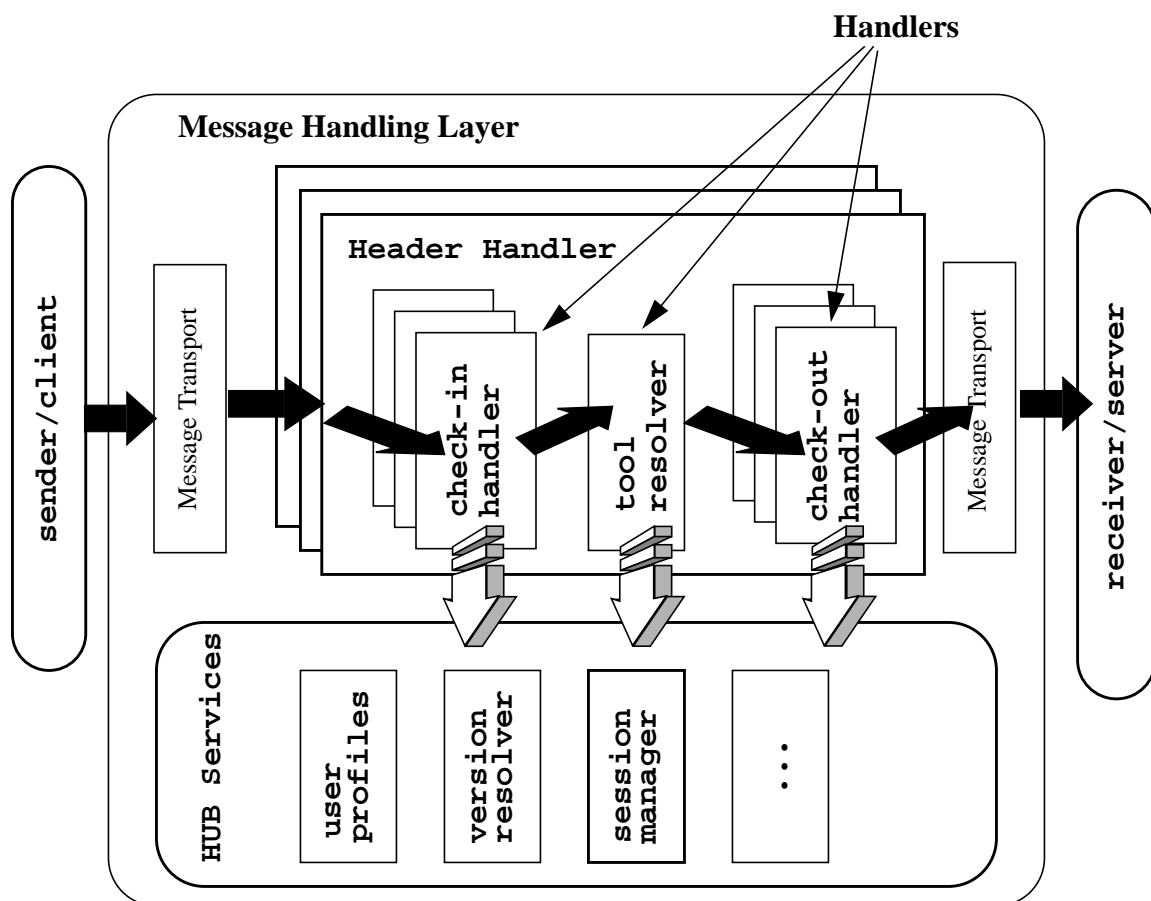 Handlers
Message Handling Layer
Header Handler
sender/client
Message Transport
check-in
handler
tool
resolver
check-out
handler
Message Transport
receiver/server
HUB Services
user
profiles
version
resolver
session
manager
...